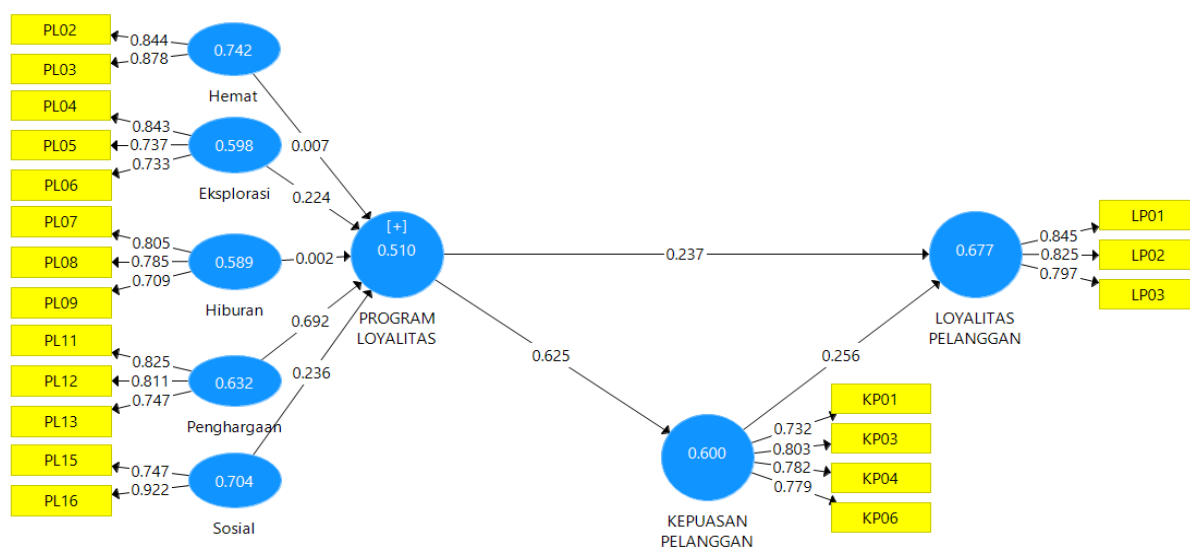 PL02
0.844
0.878
PL03
0.742
Hemat
PL04
0.843
PL05
0.737
0.733
PL06
0.598
Eksplorasi
PL07
0.805
PL08
0.785
0.709
PL09
0.589
Hiburan
PL11
0.825
PL12
0.811
0.747
PL13
0.632
Penghargaan
PL15
0.747
PL16
0.922
0.704
Sosial
0.007
0.224
0.002
0.692
0.236
[+]
0.510
PROGRAM
LOYALITAS
0.237
0.625
0.256
0.677
LOYALITAS
PELANGGAN
0.845
LP01
0.825
LP02
0.797
LP03
0.600
KEPUASAN
PELANGGAN
0.732
KP01
0.803
KP03
0.782
KP04
0.779
KP06